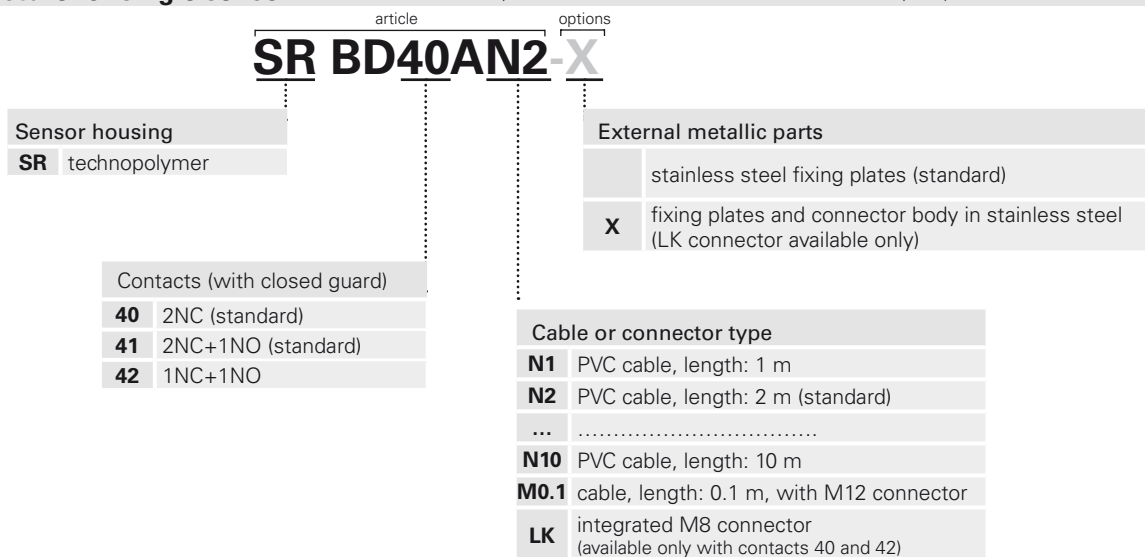 article options
SR BD40AN2-X
Sensor housing
SR technopolymer
External metallic parts
stainless steel fixing plates (standard)
X fixing plates and connector body in stainless steel
(LK connector available only)
Contacts (with closed guard)
40 2NC (standard)
41 2NC+1NO (standard)
42 1NC+1NO
Cable or connector type
N1 PVC cable, length: 1 m
N2 PVC cable, length: 2 m (standard)
... ..................................
N10 PVC cable, length: 10 m
M0.1 cable, length: 0.1 m, with M12 connector
LK integrated M8 connector
(available only with contacts 40 and 42)